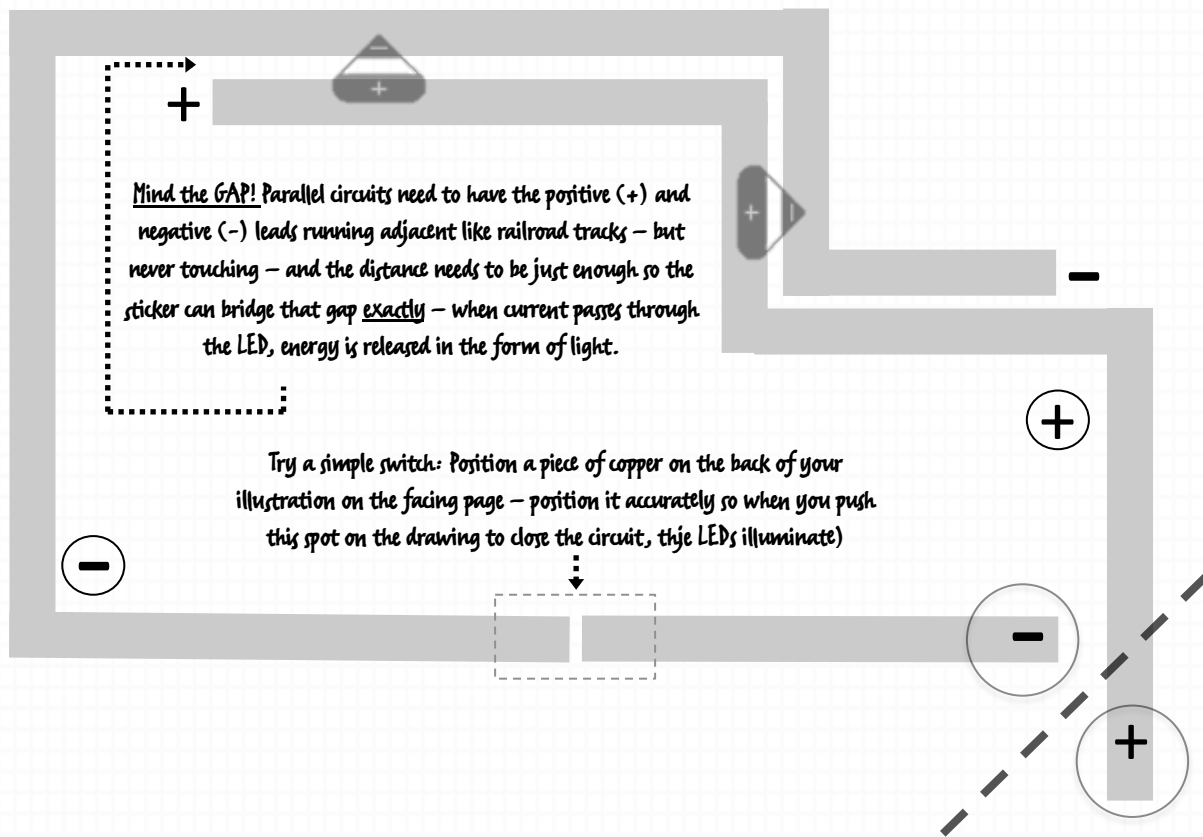 −
+
+
Mind the GAP! Parallel circuits need to have the positive (+) and
+ |
negative (-) leads running adjacent like railroad tracks – but
never touching – and the distance needs to be just enough so the
−
sticker can bridge that gap exactly – when current passes through
the LED, energy is released in the form of light.
+
Try a simple switch: Position a piece of copper on the back of your
illustration on the facing page – position it accurately so when you push
this spot on the drawing to close the circuit, thje LEDs illuminate)
−
−
+